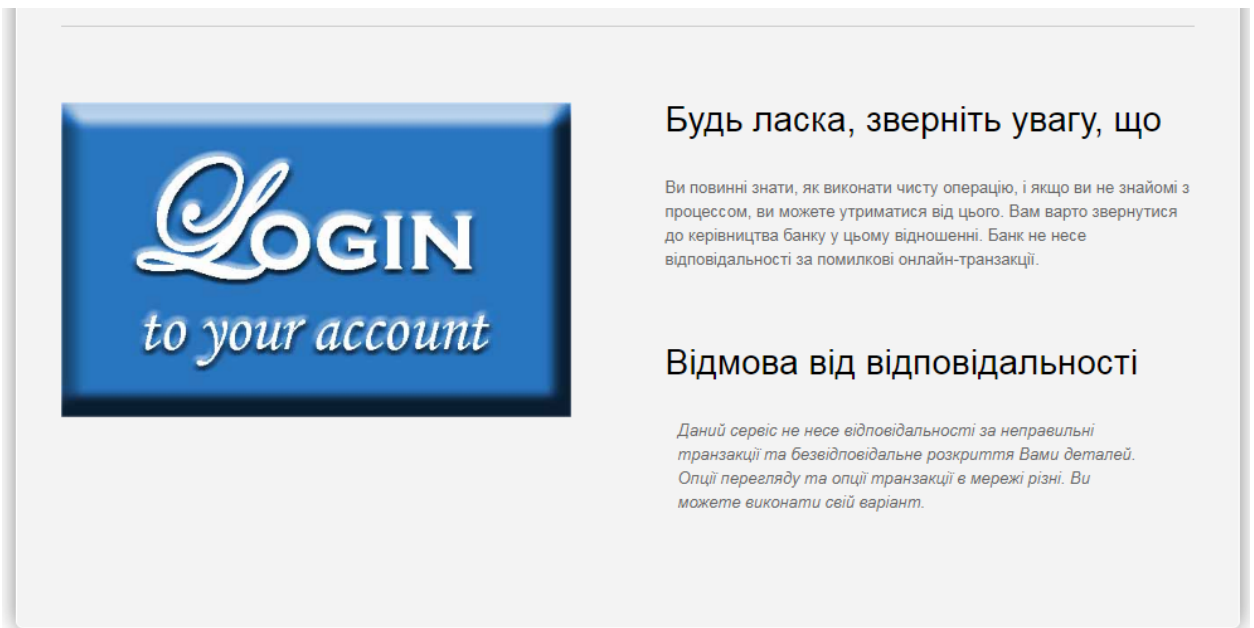 LOGIN
to your account
Будь ласка, зверніть увагу, що
Ви повинні знати, як виконати чисту операцію, і якщо ви не знайомі з
процессом, ви можете утриматися від цього. Вам варто звернутися
до керівництва банку у цьому відношенні. Банк не несе
відповідальності за помилкові онлайн-транзакції.
Відмова від відповідальності
Даний сервіс не несе відповідальності за неправильні
транзакції та безвідповідальне розкриття Вами деталей.
Опції перегляду та опції транзакції в мережі різні. Ви
можете виконати свій варіант.